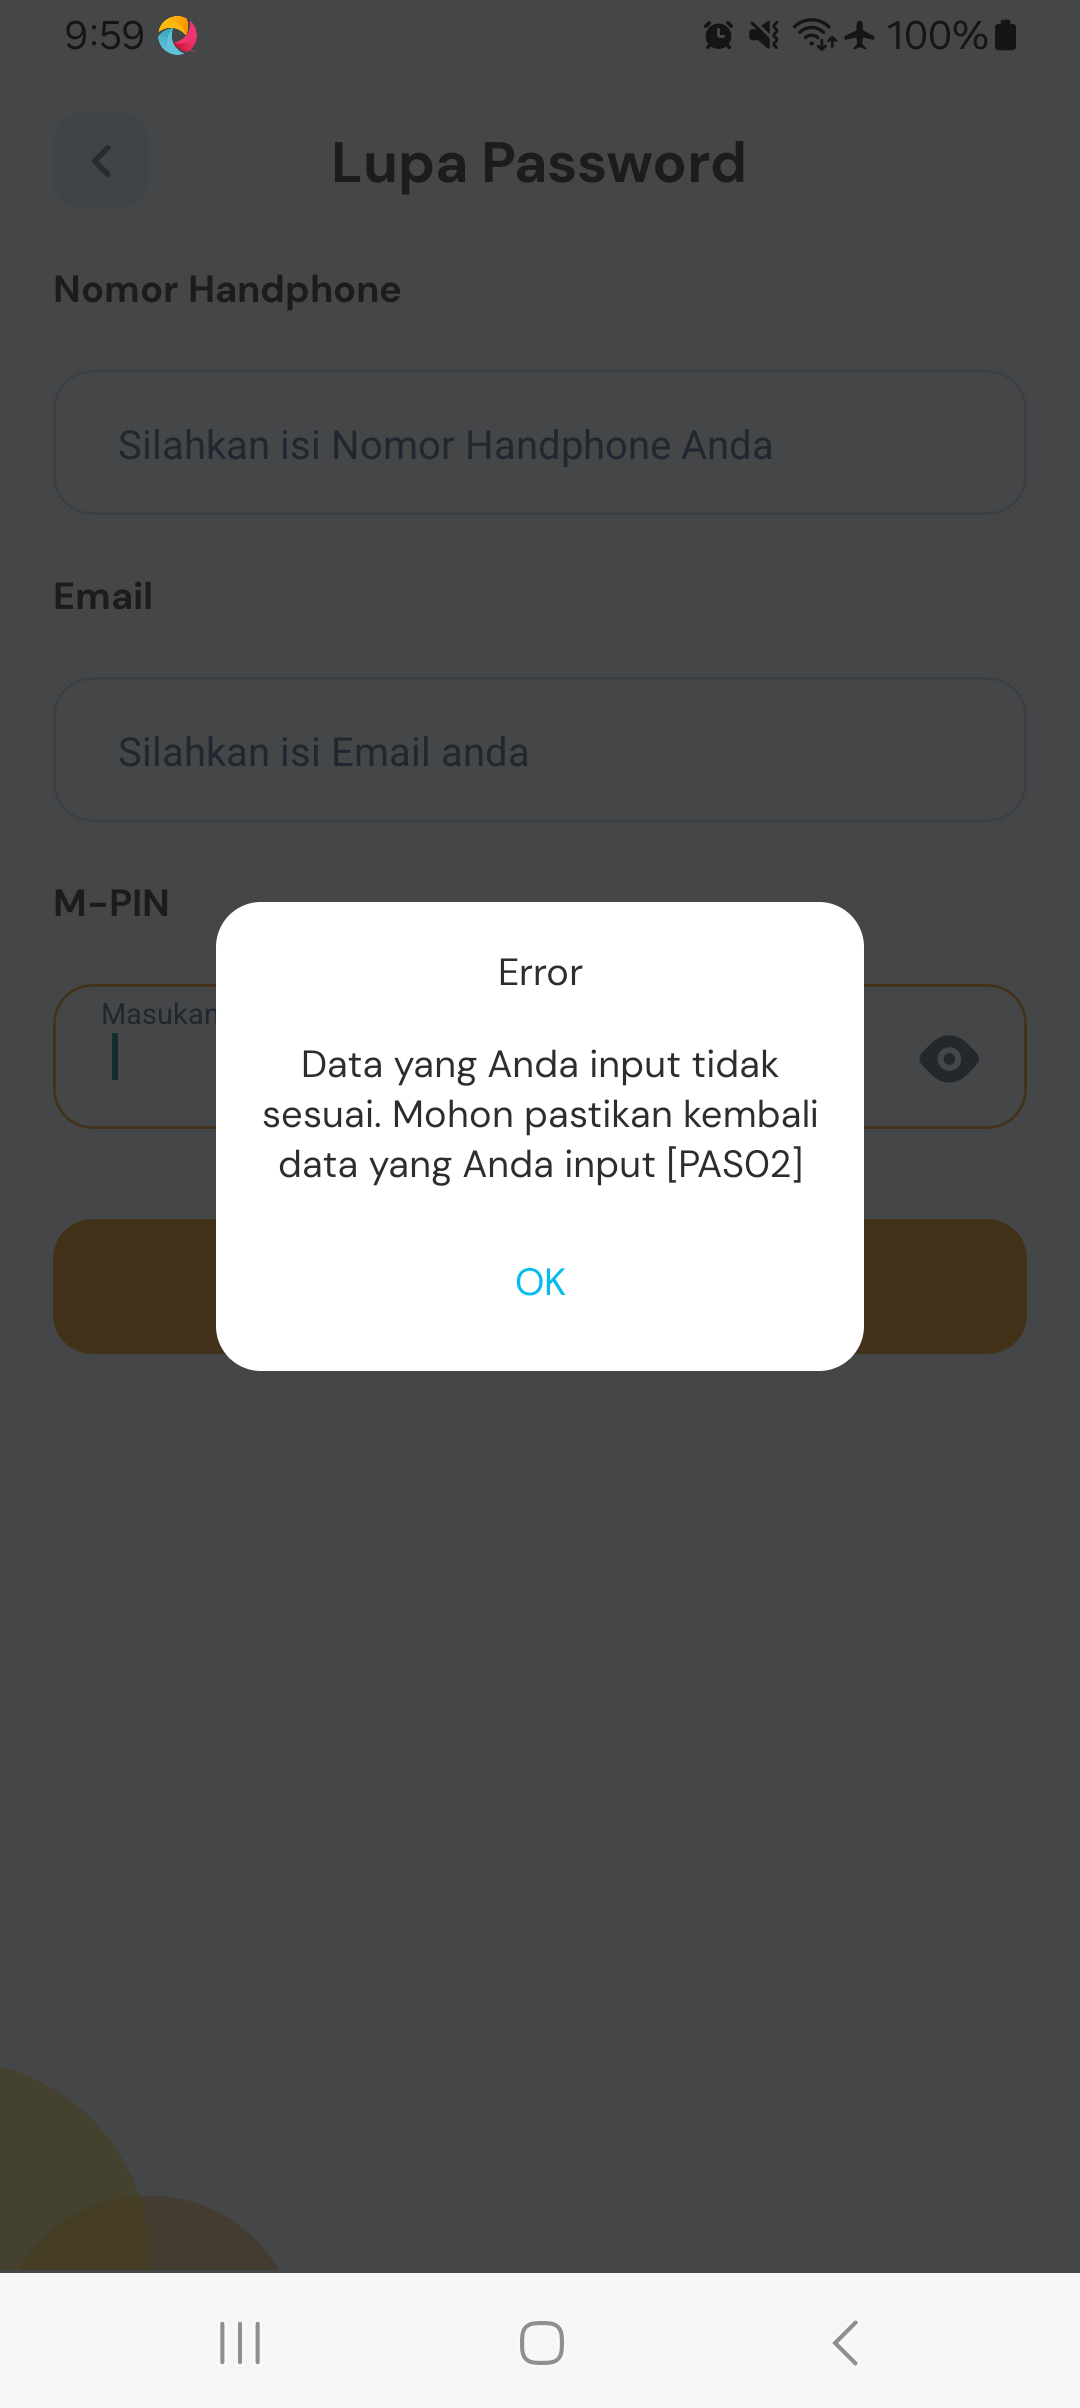 9:59
100%
Lupa Password
Nomor Handphone
Silahkan isi Nomor Handphone Anda
Email
Silahkan isi Email anda
M-PIN
Masukan
Error
Data yang Anda input tidak
sesuai. Mohon pastikan kembali
data yang Anda input [PAS02]
OK